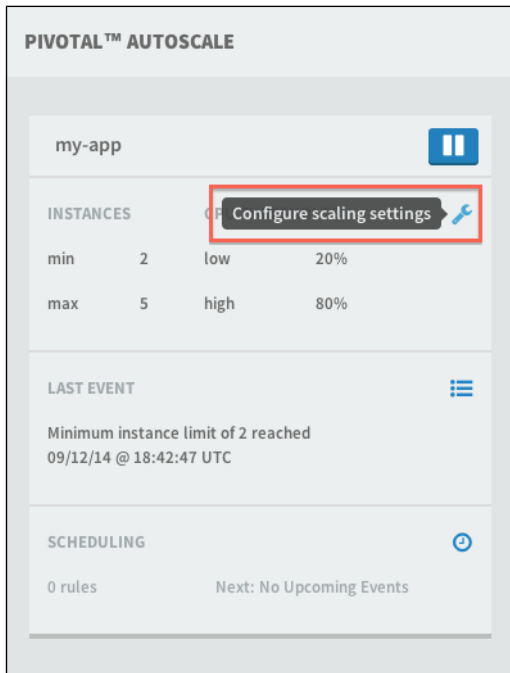 PIVOTAL™ AUTOSCALE
my-app
INSTANCES
Configure scaling settings
min 2 low 20%
max 5 high 80%
LAST EVENT
Minimum instance limit of 2 reached
09/12/14 @ 18:42:47 UTC
SCHEDULING
0 rules Next: No Upcoming Events